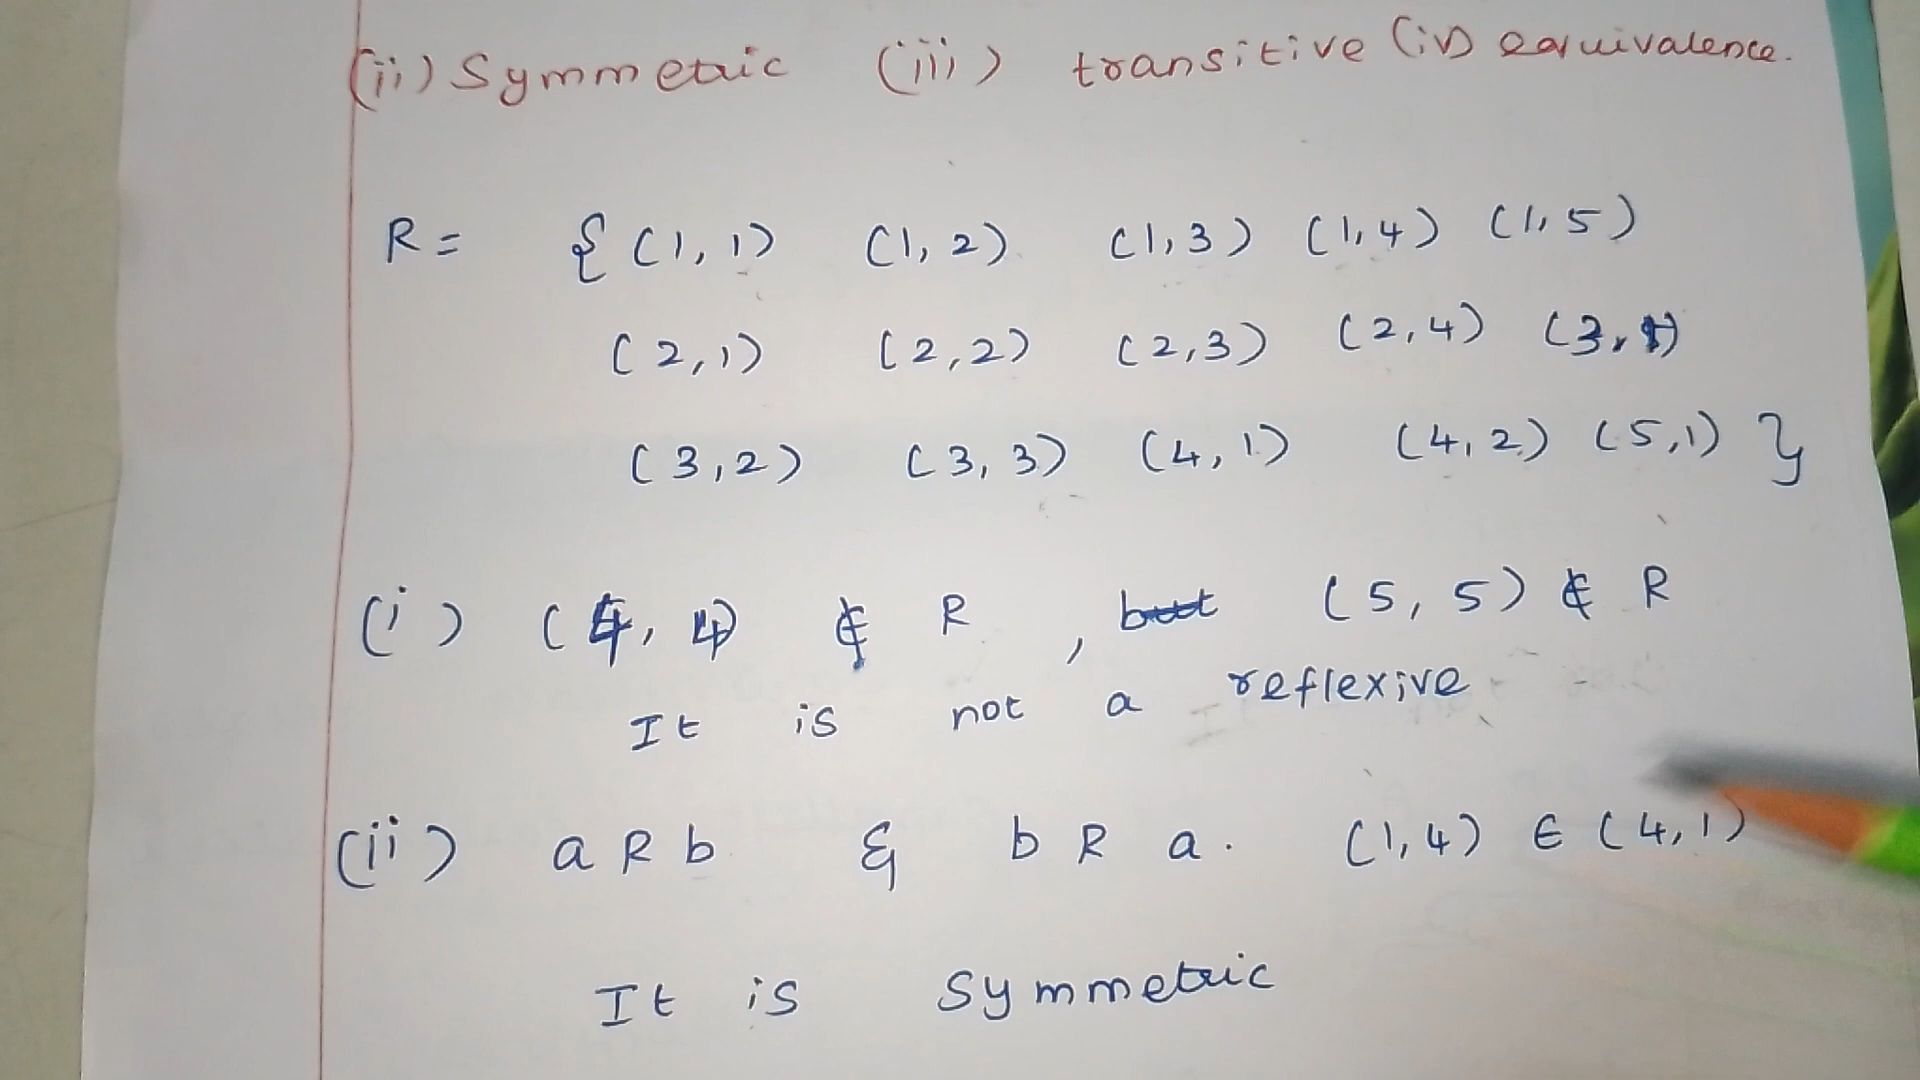 (ii) Symmetric (iii) transitive (iv) equivalence.
R = { (1, 1) (1, 2) (1, 3) (1, 4) (1, 5)
(2, 1) (2, 2) (2, 3) (2, 4) (3, 1)
(3, 2) (3, 3) (4, 1) (4, 2) (5, 1) }
(i) (4, 4) ∉ R , but (5, 5) ∉ R
It is not a reflexive
(ii) a R b & b R a. (1, 4) ∈ (4, 1)
It is symmetric